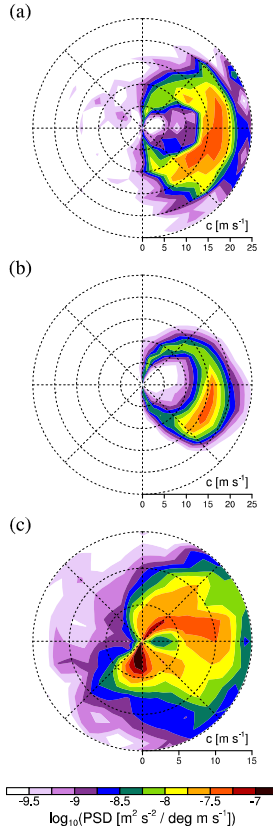 (a)
c [m s⁻¹]
0 5 10 15 20 25
(b)
c [m s⁻¹]
0 5 10 15 20 25
(c)
c [m s⁻¹]
0 5 10 15
-9.5 -9 -8.5 -8 -7.5 -7
log₁₀(PSD [m² s⁻² / deg m s⁻¹])